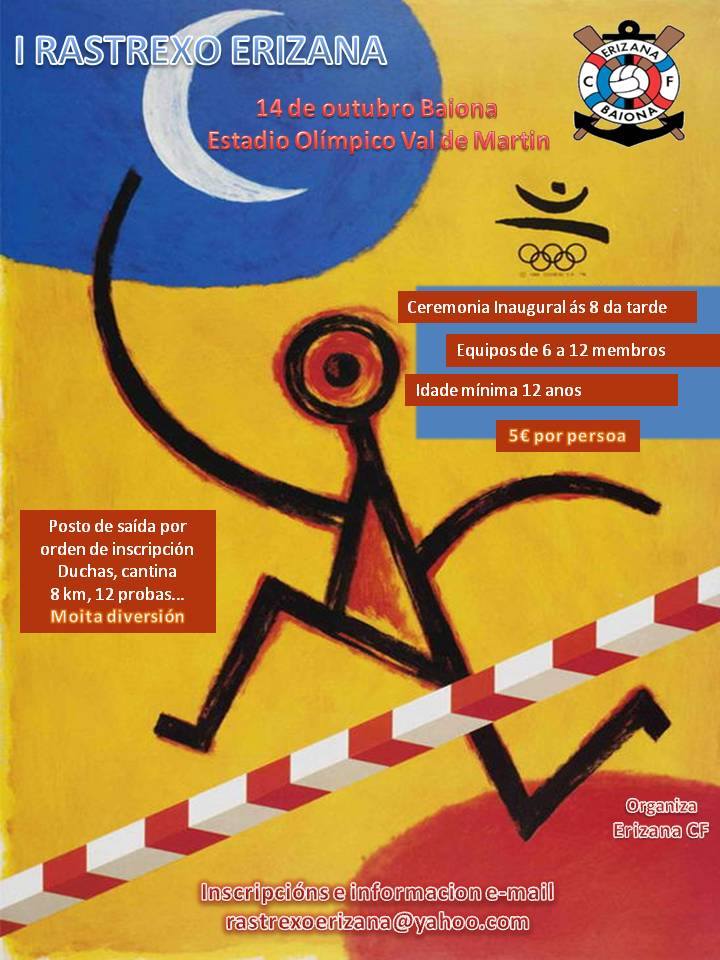 I RASTREXO ERIZANA
14 de outubro Baiona
Estadio Olímpico Val de Martin
ERIZANA
C F
BAIONA
Ceremonia Inaugural ás 8 da tarde
Equipos de 6 a 12 membros
Idade mínima 12 anos
5€ por persoa
Posto de saída por
orden de inscripción
Duchas, cantina
8 km, 12 probas...
Moita diversión
Organiza
Erizana CF
Inscripcións e informacion e-mail
rastrexoerizana@yahoo.com